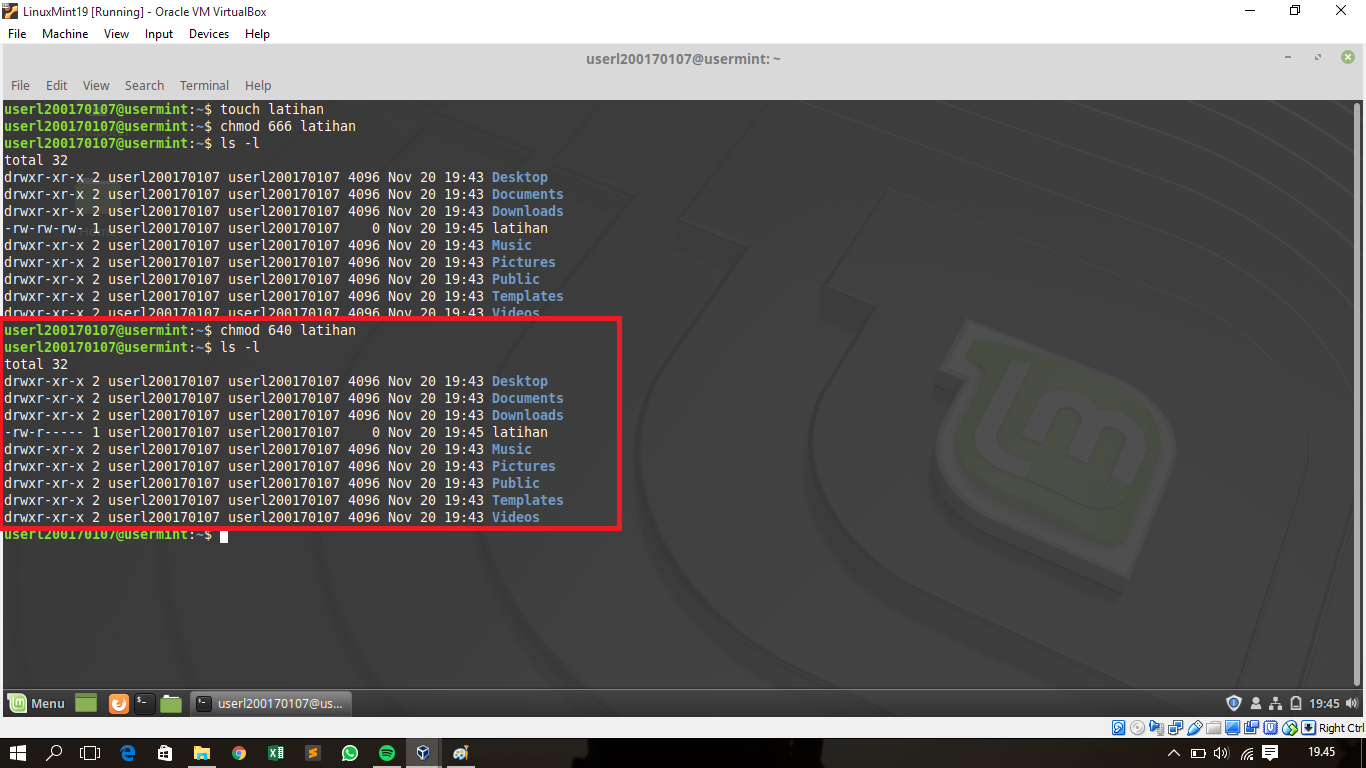 LinuxMint19 [Running] - Oracle VM VirtualBox
File Machine View Input Devices Help
userl200170107@usermint: ~
File Edit View Search Terminal Help
userl200170107@usermint:~$ touch latihan
userl200170107@usermint:~$ chmod 666 latihan
userl200170107@usermint:~$ ls -l
total 32
drwxr-xr-x 2 userl200170107 userl200170107 4096 Nov 20 19:43 Desktop
drwxr-xr-x 2 userl200170107 userl200170107 4096 Nov 20 19:43 Documents
drwxr-xr-x 2 userl200170107 userl200170107 4096 Nov 20 19:43 Downloads
-rw-rw-rw- 1 userl200170107 userl200170107    0 Nov 20 19:45 latihan
drwxr-xr-x 2 userl200170107 userl200170107 4096 Nov 20 19:43 Music
drwxr-xr-x 2 userl200170107 userl200170107 4096 Nov 20 19:43 Pictures
drwxr-xr-x 2 userl200170107 userl200170107 4096 Nov 20 19:43 Public
drwxr-xr-x 2 userl200170107 userl200170107 4096 Nov 20 19:43 Templates
drwxr-xr-x 2 userl200170107 userl200170107 4096 Nov 20 19:43 Videos
userl200170107@usermint:~$ chmod 640 latihan
userl200170107@usermint:~$ ls -l
total 32
drwxr-xr-x 2 userl200170107 userl200170107 4096 Nov 20 19:43 Desktop
drwxr-xr-x 2 userl200170107 userl200170107 4096 Nov 20 19:43 Documents
drwxr-xr-x 2 userl200170107 userl200170107 4096 Nov 20 19:43 Downloads
-rw-r----- 1 userl200170107 userl200170107    0 Nov 20 19:45 latihan
drwxr-xr-x 2 userl200170107 userl200170107 4096 Nov 20 19:43 Music
drwxr-xr-x 2 userl200170107 userl200170107 4096 Nov 20 19:43 Pictures
drwxr-xr-x 2 userl200170107 userl200170107 4096 Nov 20 19:43 Public
drwxr-xr-x 2 userl200170107 userl200170107 4096 Nov 20 19:43 Templates
drwxr-xr-x 2 userl200170107 userl200170107 4096 Nov 20 19:43 Videos
userl200170107@usermint:~$
Menu userl200170107@us... 19:45
Right Ctrl
19.45